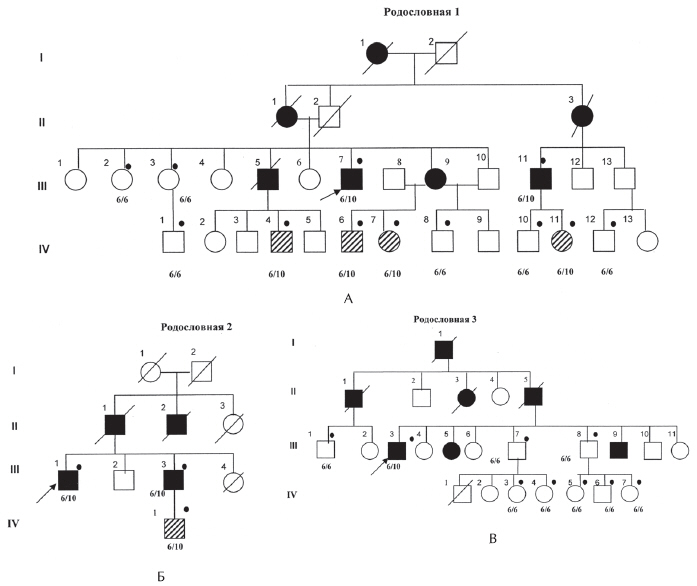 Родословная 1
I
1 2
II
1 2 3
III
1 2 3 4 5 6 7 8 9 10 11 12 13
6/6 6/6 6/10 6/10
IV
1 2 3 4 5 6 7 8 9 10 11 12 13
6/6 6/10 6/10 6/10 6/6 6/6 6/10 6/6
А
Родословная 2
I
1 2
II
1 2 3
III
1 2 3 4
6/10 6/10
IV
1
6/10
Б
Родословная 3
I
1
II
1 2 3 4 5
III
1 2 3 4 5 6 7 8 9 10 11
6/6 6/10 6/6 6/6
IV
1 2 3 4 5 6 7
6/6 6/6 6/6 6/6 6/6
В